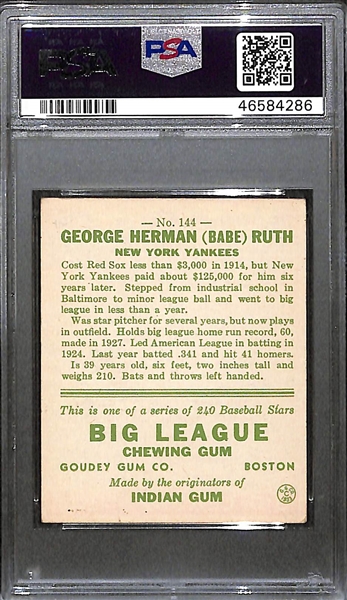 PSA
PSA
46584286
— No. 144 —
GEORGE HERMAN (BABE) RUTH
NEW YORK YANKEES
Cost Red Sox less than $3,000 in 1914, but New
York Yankees paid about $125,000 for him six
years later. Stepped from industrial school in
Baltimore to minor league ball and went to big
league in less than a year.
Was star pitcher for several years, but now plays
in outfield. Holds big league home run record, 60,
made in 1927. Led American League in batting in
1924. Last year batted .341 and hit 41 homers.
Is 39 years old, six feet, two inches tall and
weighs 210. Bats and throws left handed.
This is one of a series of 240 Baseball Stars
BIG LEAGUE
CHEWING GUM
GOUDEY GUM CO. BOSTON
Made by the originators of
INDIAN GUM